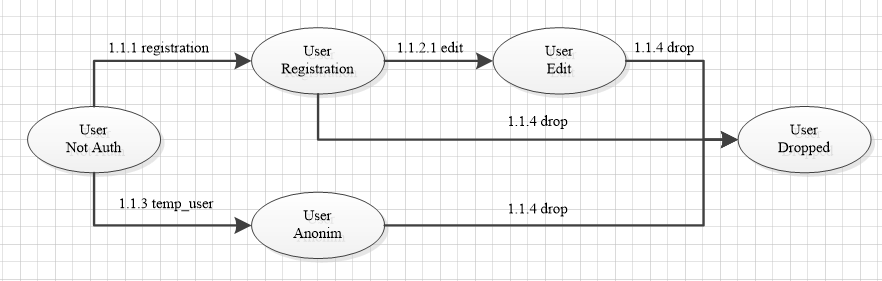 1.1.1 registration
User
Registration
1.1.2.1 edit
User
Edit
1.1.4 drop
User
Not Auth
1.1.4 drop
User
Dropped
1.1.3 temp_user
User
Anonim
1.1.4 drop